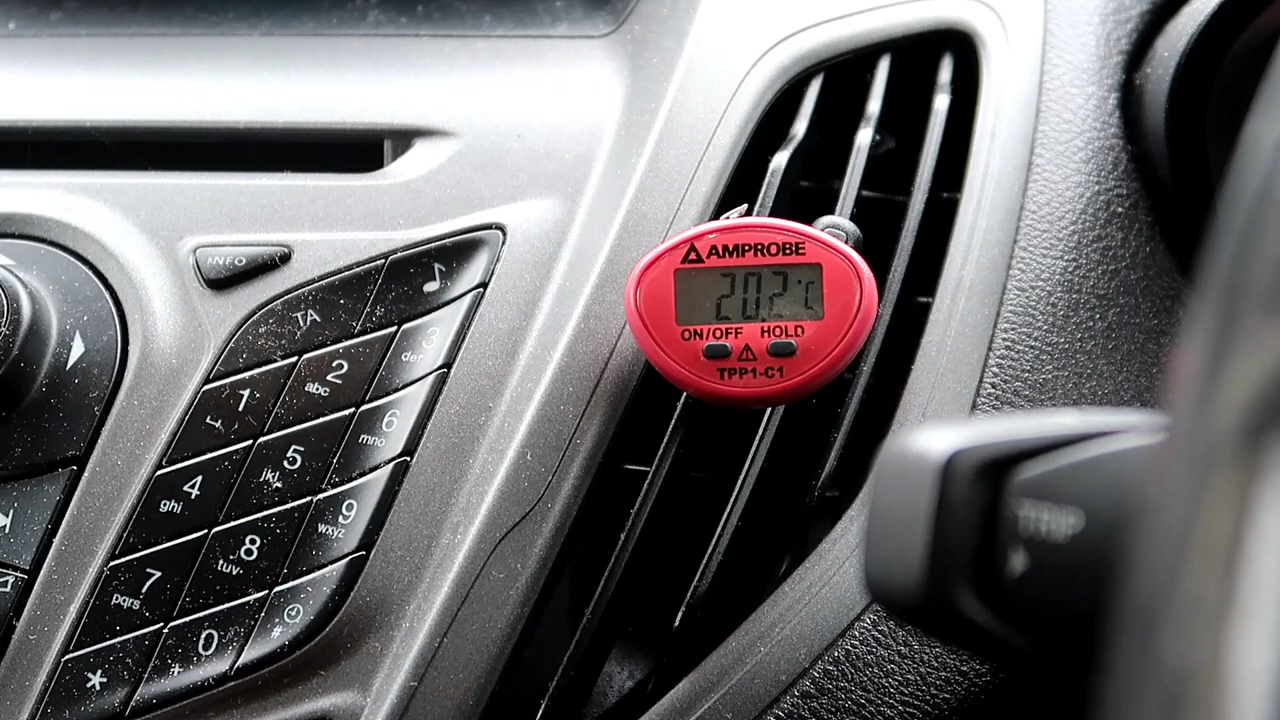 INFO
TA
1
2
abc
3
def
4
ghi
5
jkl
6
mno
7
pqrs
8
tuv
9
wxyz
*
0
+
#
AMPROBE
20.2°C
ON/OFF HOLD
TPP1-C1
TRIP